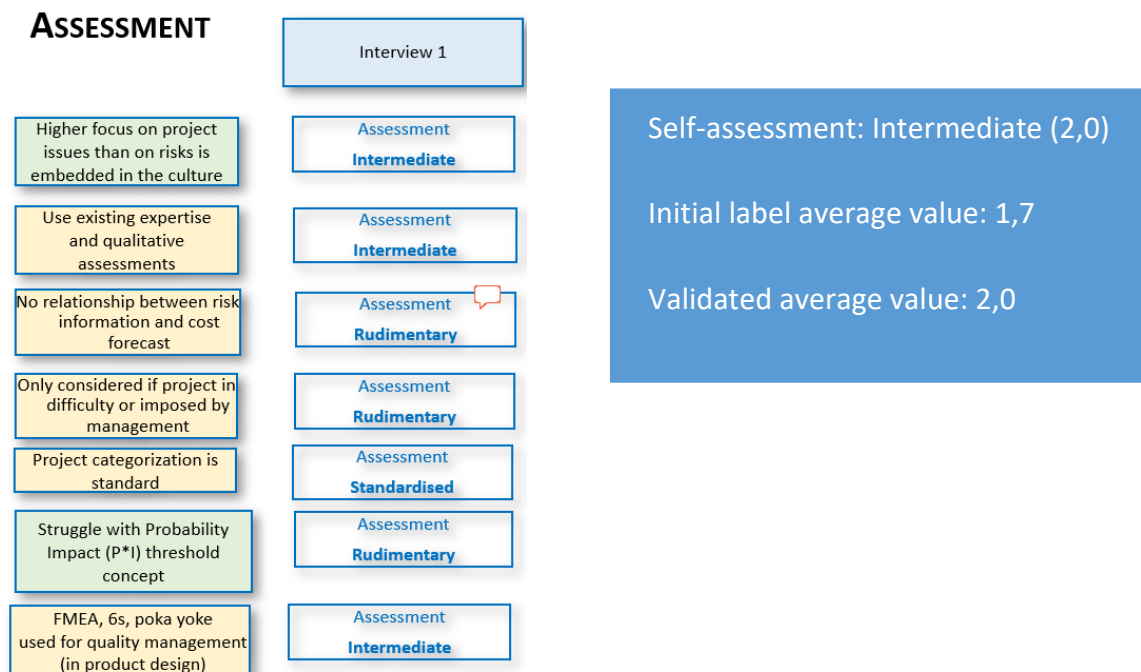 ASSESSMENT
Interview 1
Higher focus on project
issues than on risks is
embedded in the culture
Assessment
Intermediate
Use existing expertise
and qualitative
assessments
Assessment
Intermediate
No relationship between risk
information and cost
forecast
Assessment
Rudimentary
Only considered if project in
difficulty or imposed by
management
Assessment
Rudimentary
Project categorization is
standard
Assessment
Standardised
Struggle with Probability
Impact (P*I) threshold
concept
Assessment
Rudimentary
FMEA, 6s, poka yoke
used for quality management
(in product design)
Assessment
Intermediate
Self-assessment: Intermediate (2,0)
Initial label average value: 1,7
Validated average value: 2,0